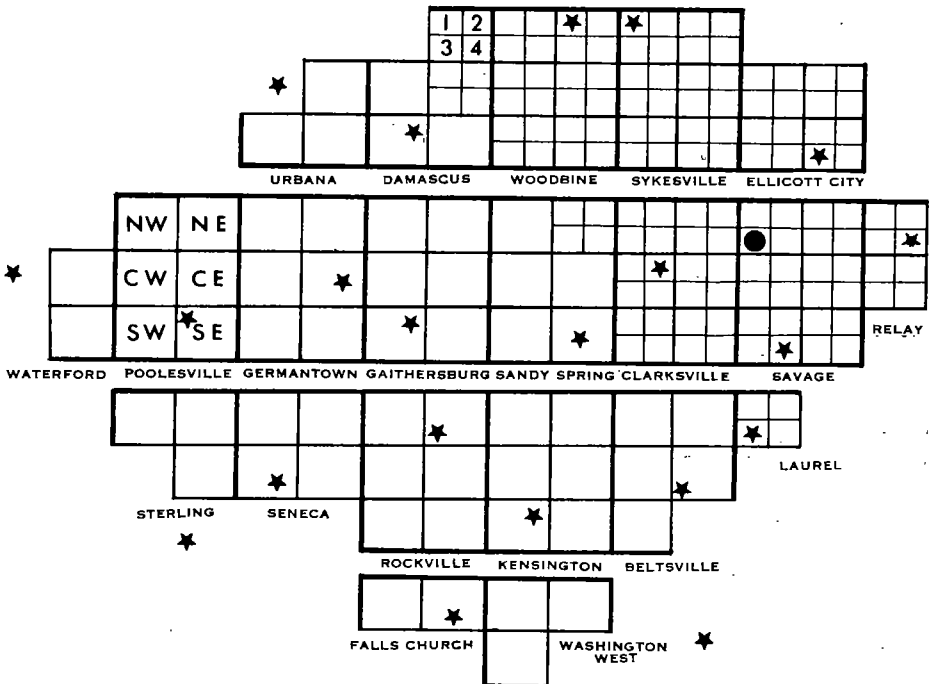 1 2
3 4
URBANA DAMASCUS WOODBINE SYKESVILLE ELLICOTT CITY
NW NE
CW CE
SW SE
RELAY
WATERFORD POOLESVILLE GERMANTOWN GAITHERSBURG SANDY SPRING CLARKSVILLE SAVAGE
LAUREL
STERLING SENECA
ROCKVILLE KENSINGTON BELTSVILLE
FALLS CHURCH WASHINGTON
WEST